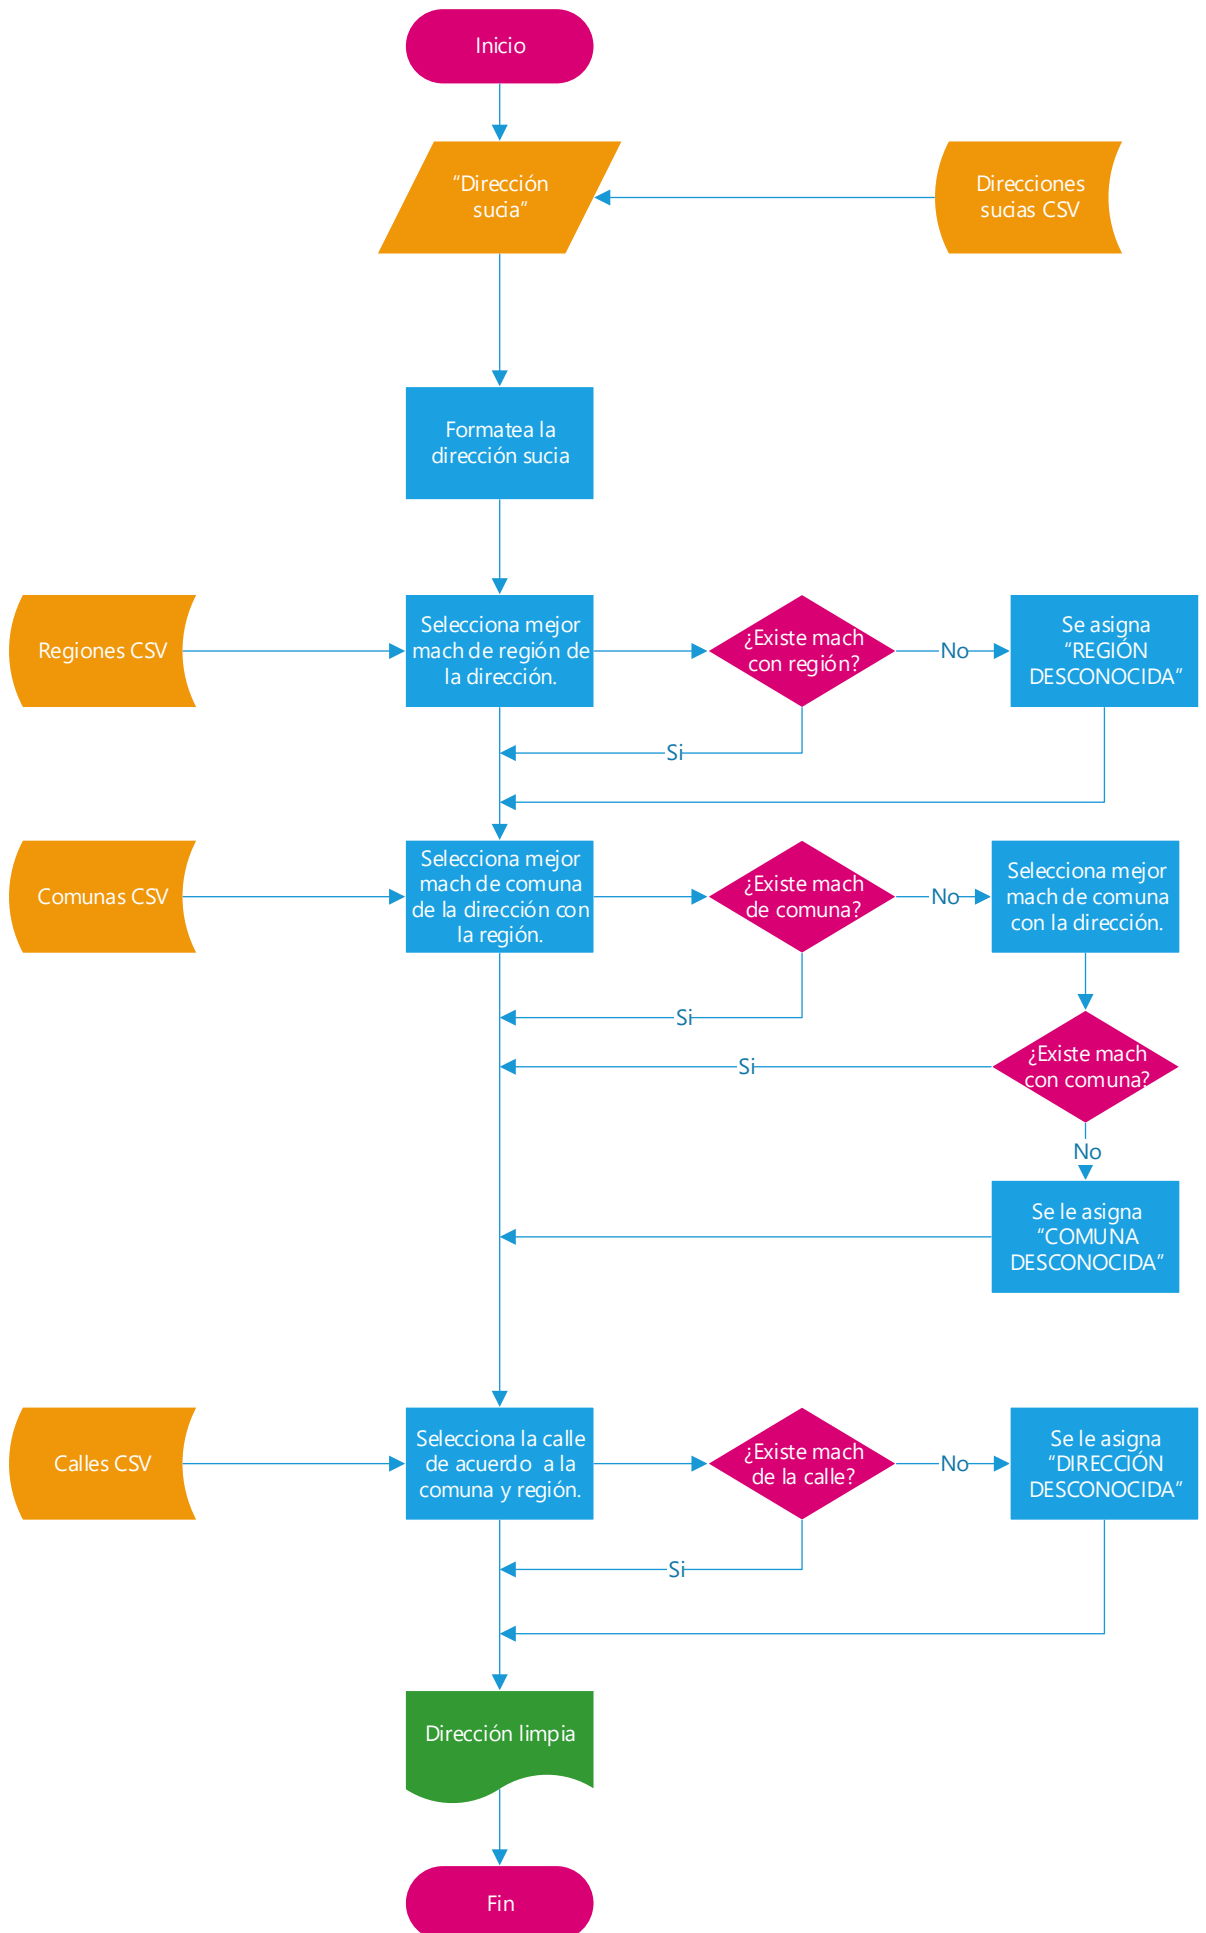 Inicio
“Dirección
sucia”
Direcciones
sucias CSV
Formatea la
dirección sucia
Regiones CSV
Selecciona mejor
mach de región de
la dirección.
¿Existe mach
con región?
No
Se asigna
“REGIÓN
DESCONOCIDA”
Si
Comunas CSV
Selecciona mejor
mach de comuna
de la dirección con
la región.
¿Existe mach
de comuna?
No
Selecciona mejor
mach de comuna
con la dirección.
Si
¿Existe mach
con comuna?
Si
No
Se le asigna
“COMUNA
DESCONOCIDA”
Calles CSV
Selecciona la calle
de acuerdo  a la
comuna y región.
¿Existe mach
de la calle?
No
Se le asigna
“DIRECCIÓN
DESCONOCIDA”
Si
Dirección limpia
Fin